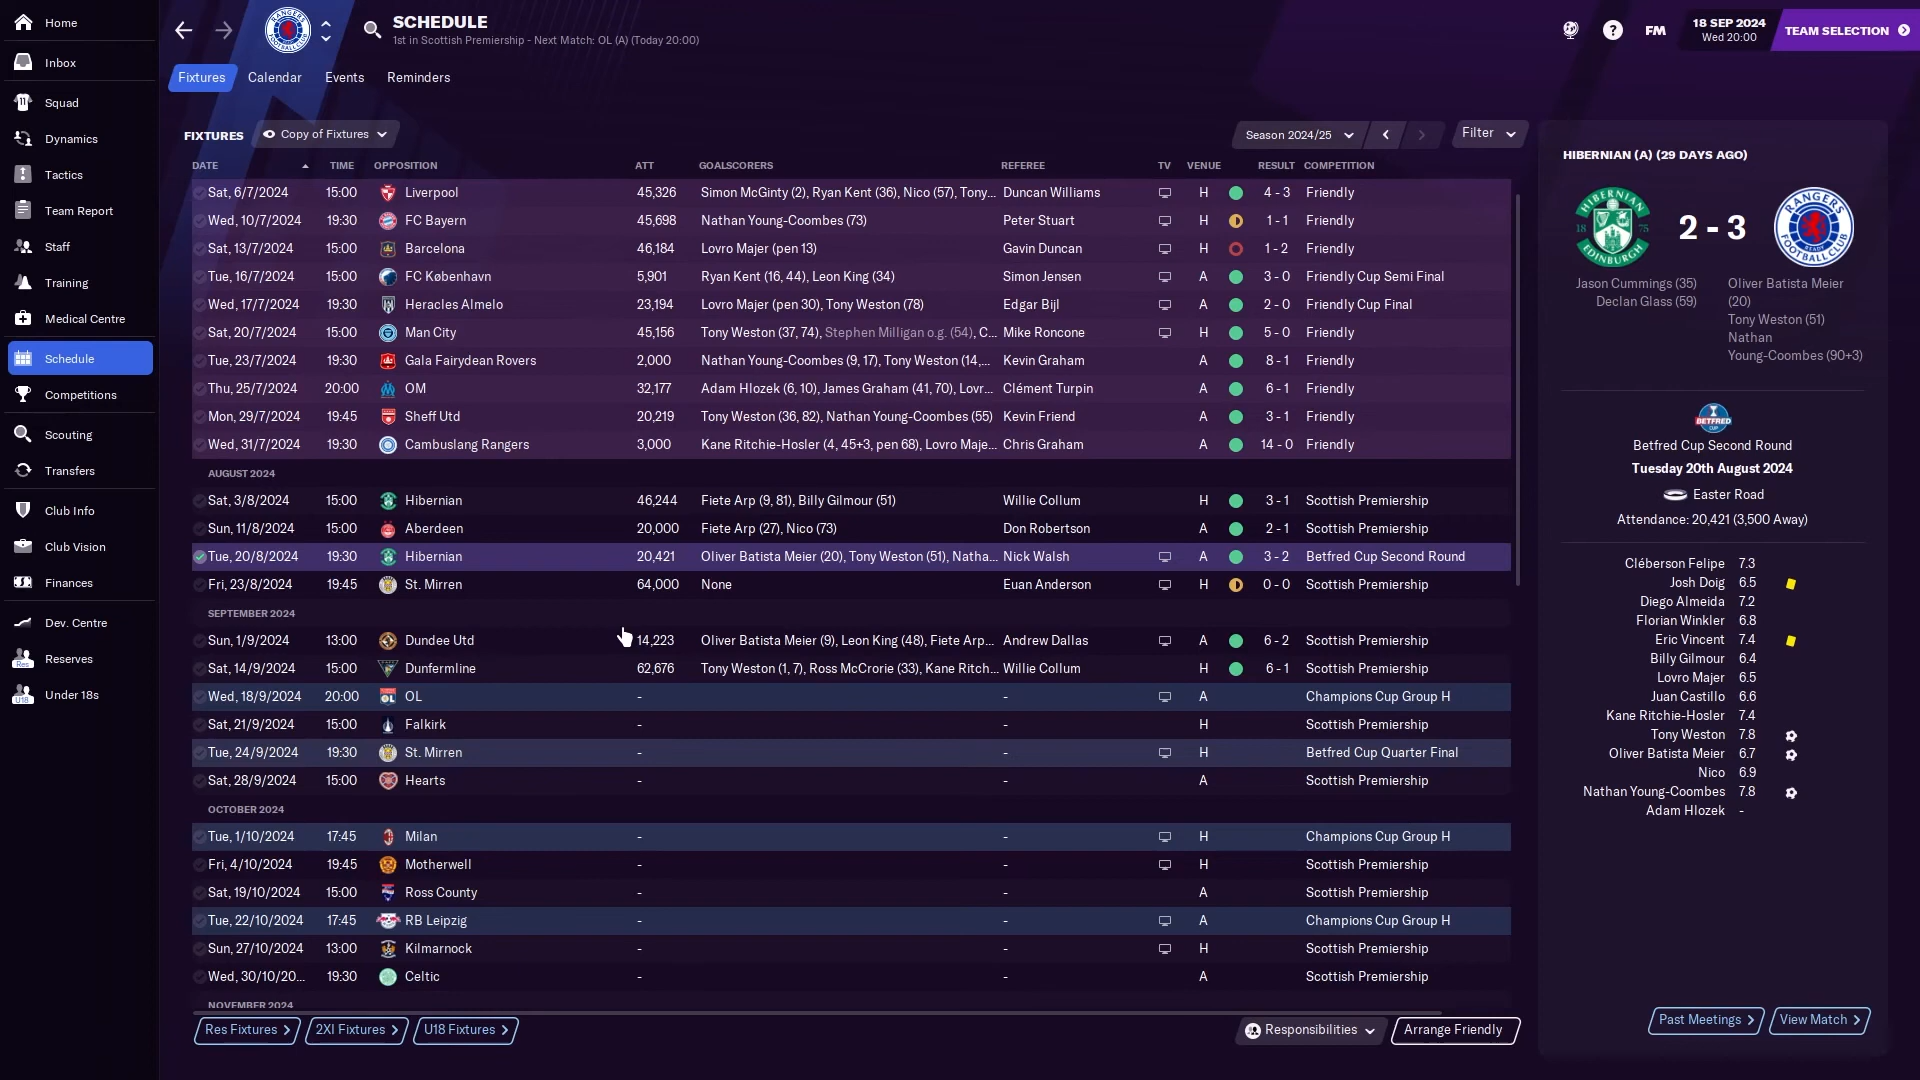 Home
Inbox
Squad
Dynamics
Tactics
Team Report
Staff
Training
Medical Centre
Schedule
Competitions
Scouting
Transfers
Club Info
Club Vision
Finances
Dev. Centre
Reserves
Under 18s
SCHEDULE
1st in Scottish Premiership - Next Match: OL (A) (Today 20:00)
FM
18 SEP 2024
Wed 20:00
TEAM SELECTION
Fixtures Calendar Events Reminders
FIXTURES Copy of Fixtures Season 2024/25 Filter
DATE TIME OPPOSITION ATT GOALSCORERS REFEREE TV VENUE RESULT COMPETITION
Sat, 6/7/2024 15:00 Liverpool 45,326 Simon McGinty (2), Ryan Kent (36), Nico (57), Tony... Duncan Williams H 4 - 3 Friendly
Wed, 10/7/2024 19:30 FC Bayern 45,698 Nathan Young-Coombes (73) Peter Stuart H 1 - 1 Friendly
Sat, 13/7/2024 15:00 Barcelona 46,184 Lovro Majer (pen 13) Gavin Duncan H 1 - 2 Friendly
Tue, 16/7/2024 15:00 FC København 5,901 Ryan Kent (16, 44), Leon King (34) Simon Jensen A 3 - 0 Friendly Cup Semi Final
Wed, 17/7/2024 19:30 Heracles Almelo 23,194 Lovro Majer (pen 30), Tony Weston (78) Edgar Bijl A 2 - 0 Friendly Cup Final
Sat, 20/7/2024 15:00 Man City 45,156 Tony Weston (37, 74), Stephen Milligan o.g. (54), C... Mike Roncone H 5 - 0 Friendly
Tue, 23/7/2024 19:30 Gala Fairydean Rovers 2,000 Nathan Young-Coombes (9, 17), Tony Weston (14,... Kevin Graham A 8 - 1 Friendly
Thu, 25/7/2024 20:00 OM 32,177 Adam Hlozek (6, 10), James Graham (41, 70), Lovr... Clément Turpin A 6 - 1 Friendly
Mon, 29/7/2024 19:45 Sheff Utd 20,219 Tony Weston (36, 82), Nathan Young-Coombes (55) Kevin Friend A 3 - 1 Friendly
Wed, 31/7/2024 19:30 Cambuslang Rangers 3,000 Kane Ritchie-Hosler (4, 45+3, pen 68), Lovro Maje... Chris Graham A 14 - 0 Friendly
AUGUST 2024
Sat, 3/8/2024 15:00 Hibernian 46,244 Fiete Arp (9, 81), Billy Gilmour (51) Willie Collum H 3 - 1 Scottish Premiership
Sun, 11/8/2024 15:00 Aberdeen 20,000 Fiete Arp (27), Nico (73) Don Robertson A 2 - 1 Scottish Premiership
Tue, 20/8/2024 19:30 Hibernian 20,421 Oliver Batista Meier (20), Tony Weston (51), Natha... Nick Walsh A 3 - 2 Betfred Cup Second Round
Fri, 23/8/2024 19:45 St. Mirren 64,000 None Euan Anderson H 0 - 0 Scottish Premiership
SEPTEMBER 2024
Sun, 1/9/2024 13:00 Dundee Utd 14,223 Oliver Batista Meier (9), Leon King (48), Fiete Arp... Andrew Dallas A 6 - 2 Scottish Premiership
Sat, 14/9/2024 15:00 Dunfermline 62,676 Tony Weston (1, 7), Ross McCrorie (33), Kane Ritch... Willie Collum H 6 - 1 Scottish Premiership
Wed, 18/9/2024 20:00 OL - - A Champions Cup Group H
Sat, 21/9/2024 15:00 Falkirk - - H Scottish Premiership
Tue, 24/9/2024 19:30 St. Mirren - - H Betfred Cup Quarter Final
Sat, 28/9/2024 15:00 Hearts - - A Scottish Premiership
OCTOBER 2024
Tue, 1/10/2024 17:45 Milan - - H Champions Cup Group H
Fri, 4/10/2024 19:45 Motherwell - - H Scottish Premiership
Sat, 19/10/2024 15:00 Ross County - - A Scottish Premiership
Tue, 22/10/2024 17:45 RB Leipzig - - A Champions Cup Group H
Sun, 27/10/2024 13:00 Kilmarnock - - H Scottish Premiership
Wed, 30/10/20... 19:30 Celtic - - A Scottish Premiership
NOVEMBER 2024
Res Fixtures 2XI Fixtures U18 Fixtures Responsibilities Arrange Friendly
HIBERNIAN (A) (29 DAYS AGO)
HIBERNIAN
18 75
EDINBURGH
2 - 3
RANGERS
READY
FOOTBALL CLUB
Jason Cummings (35)
Declan Glass (59)
Oliver Batista Meier
(20)
Tony Weston (51)
Nathan
Young-Coombes (90+3)
BETFRED
CUP
Betfred Cup Second Round
Tuesday 20th August 2024
Easter Road
Attendance: 20,421 (3,500 Away)
Cléberson Felipe 7.3
Josh Doig 6.5
Diego Almeida 7.2
Florian Winkler 6.8
Eric Vincent 7.4
Billy Gilmour 6.4
Lovro Majer 6.5
Juan Castillo 6.6
Kane Ritchie-Hosler 7.4
Tony Weston 7.8
Oliver Batista Meier 6.7
Nico 6.9
Nathan Young-Coombes 7.8
Adam Hlozek -
Past Meetings View Match